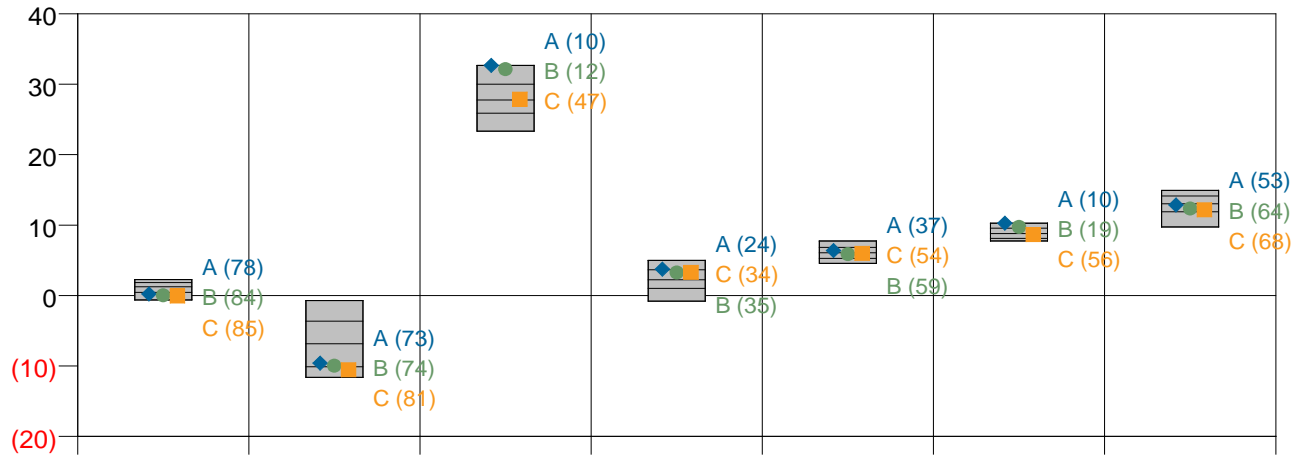 40
30
20
10
0
(10)
(20)
A (78)
B (84)
C (85)
A (73)
B (74)
C (81)
A (10)
B (12)
C (47)
A (24)
C (34)
B (35)
A (37)
C (54)
B (59)
A (10)
B (19)
C (56)
A (53)
B (64)
C (68)